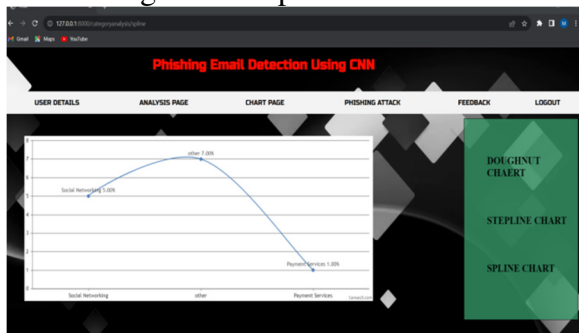 127.0.0.1:8000/categoryanalysis/spline
Gmail Maps YouTube
Phishing Email Detection Using CNN
USER DETAILS ANALYSIS PAGE CHART PAGE PHISHING ATTACK FEEDBACK LOGOUT
8
7
6
5
4
3
2
1
0
other 7.00%
Social Networking 5.00%
Payment Services 1.00%
Social Networking other Payment Services
canvasjs.com
DOUGHNUT
CHAERT
STEPLINE CHART
SPLINE CHART